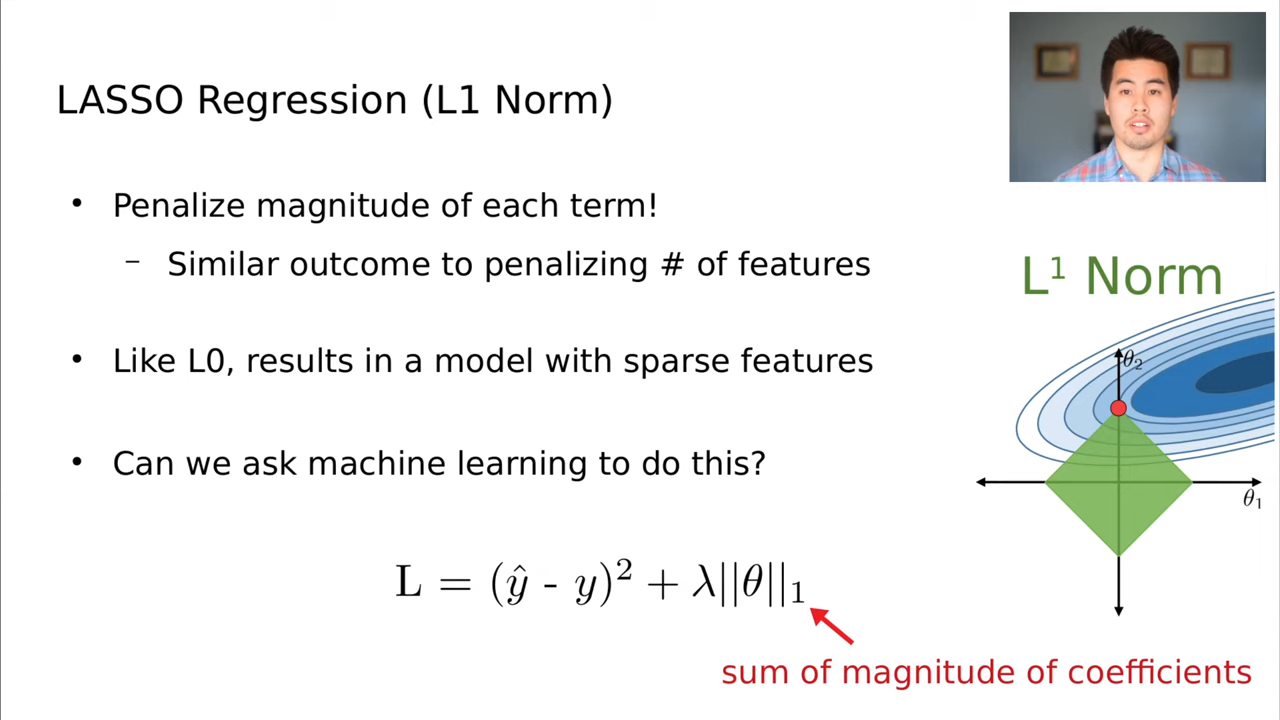 LASSO Regression (L1 Norm)
• Penalize magnitude of each term!
– Similar outcome to penalizing # of features
• Like L0, results in a model with sparse features
• Can we ask machine learning to do this?
L = (ŷ - y)² + λ||θ||₁
sum of magnitude of coefficients
L¹ Norm
θ₂
θ₁